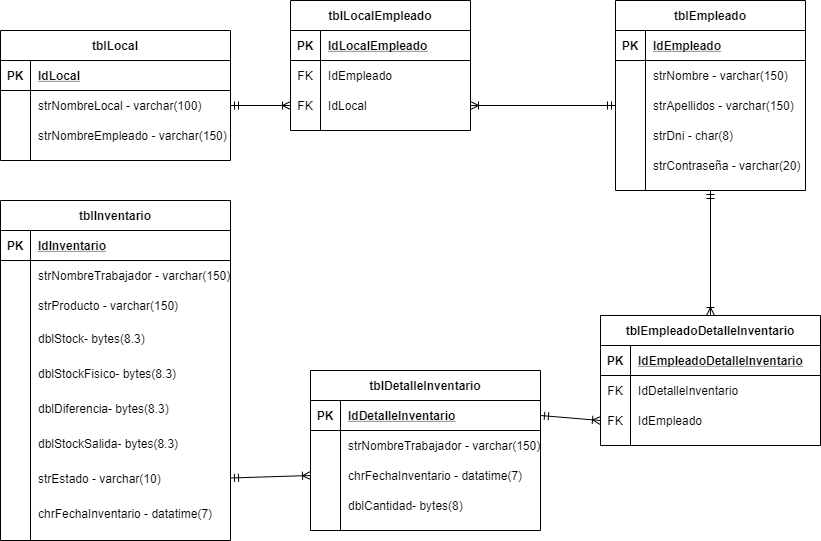 tblLocal
PK IdLocal
strNombreLocal - varchar(100)
strNombreEmpleado - varchar(150)
tblLocalEmpleado
PK IdLocalEmpleado
FK IdEmpleado
FK IdLocal
tblEmpleado
PK IdEmpleado
strNombre - varchar(150)
strApellidos - varchar(150)
strDni - char(8)
strContraseña - varchar(20)
tblInventario
PK IdInventario
strNombreTrabajador - varchar(150)
strProducto - varchar(150)
dblStock- bytes(8.3)
dblStockFisico- bytes(8.3)
dblDiferencia- bytes(8.3)
dblStockSalida- bytes(8.3)
strEstado - varchar(10)
chrFechaInventario - datatime(7)
tblDetalleInventario
PK IdDetalleInventario
strNombreTrabajador - varchar(150)
chrFechaInventario - datatime(7)
dblCantidad- bytes(8)
tblEmpleadoDetalleInventario
PK IdEmpleadoDetalleInventario
FK IdDetalleInventario
FK IdEmpleado